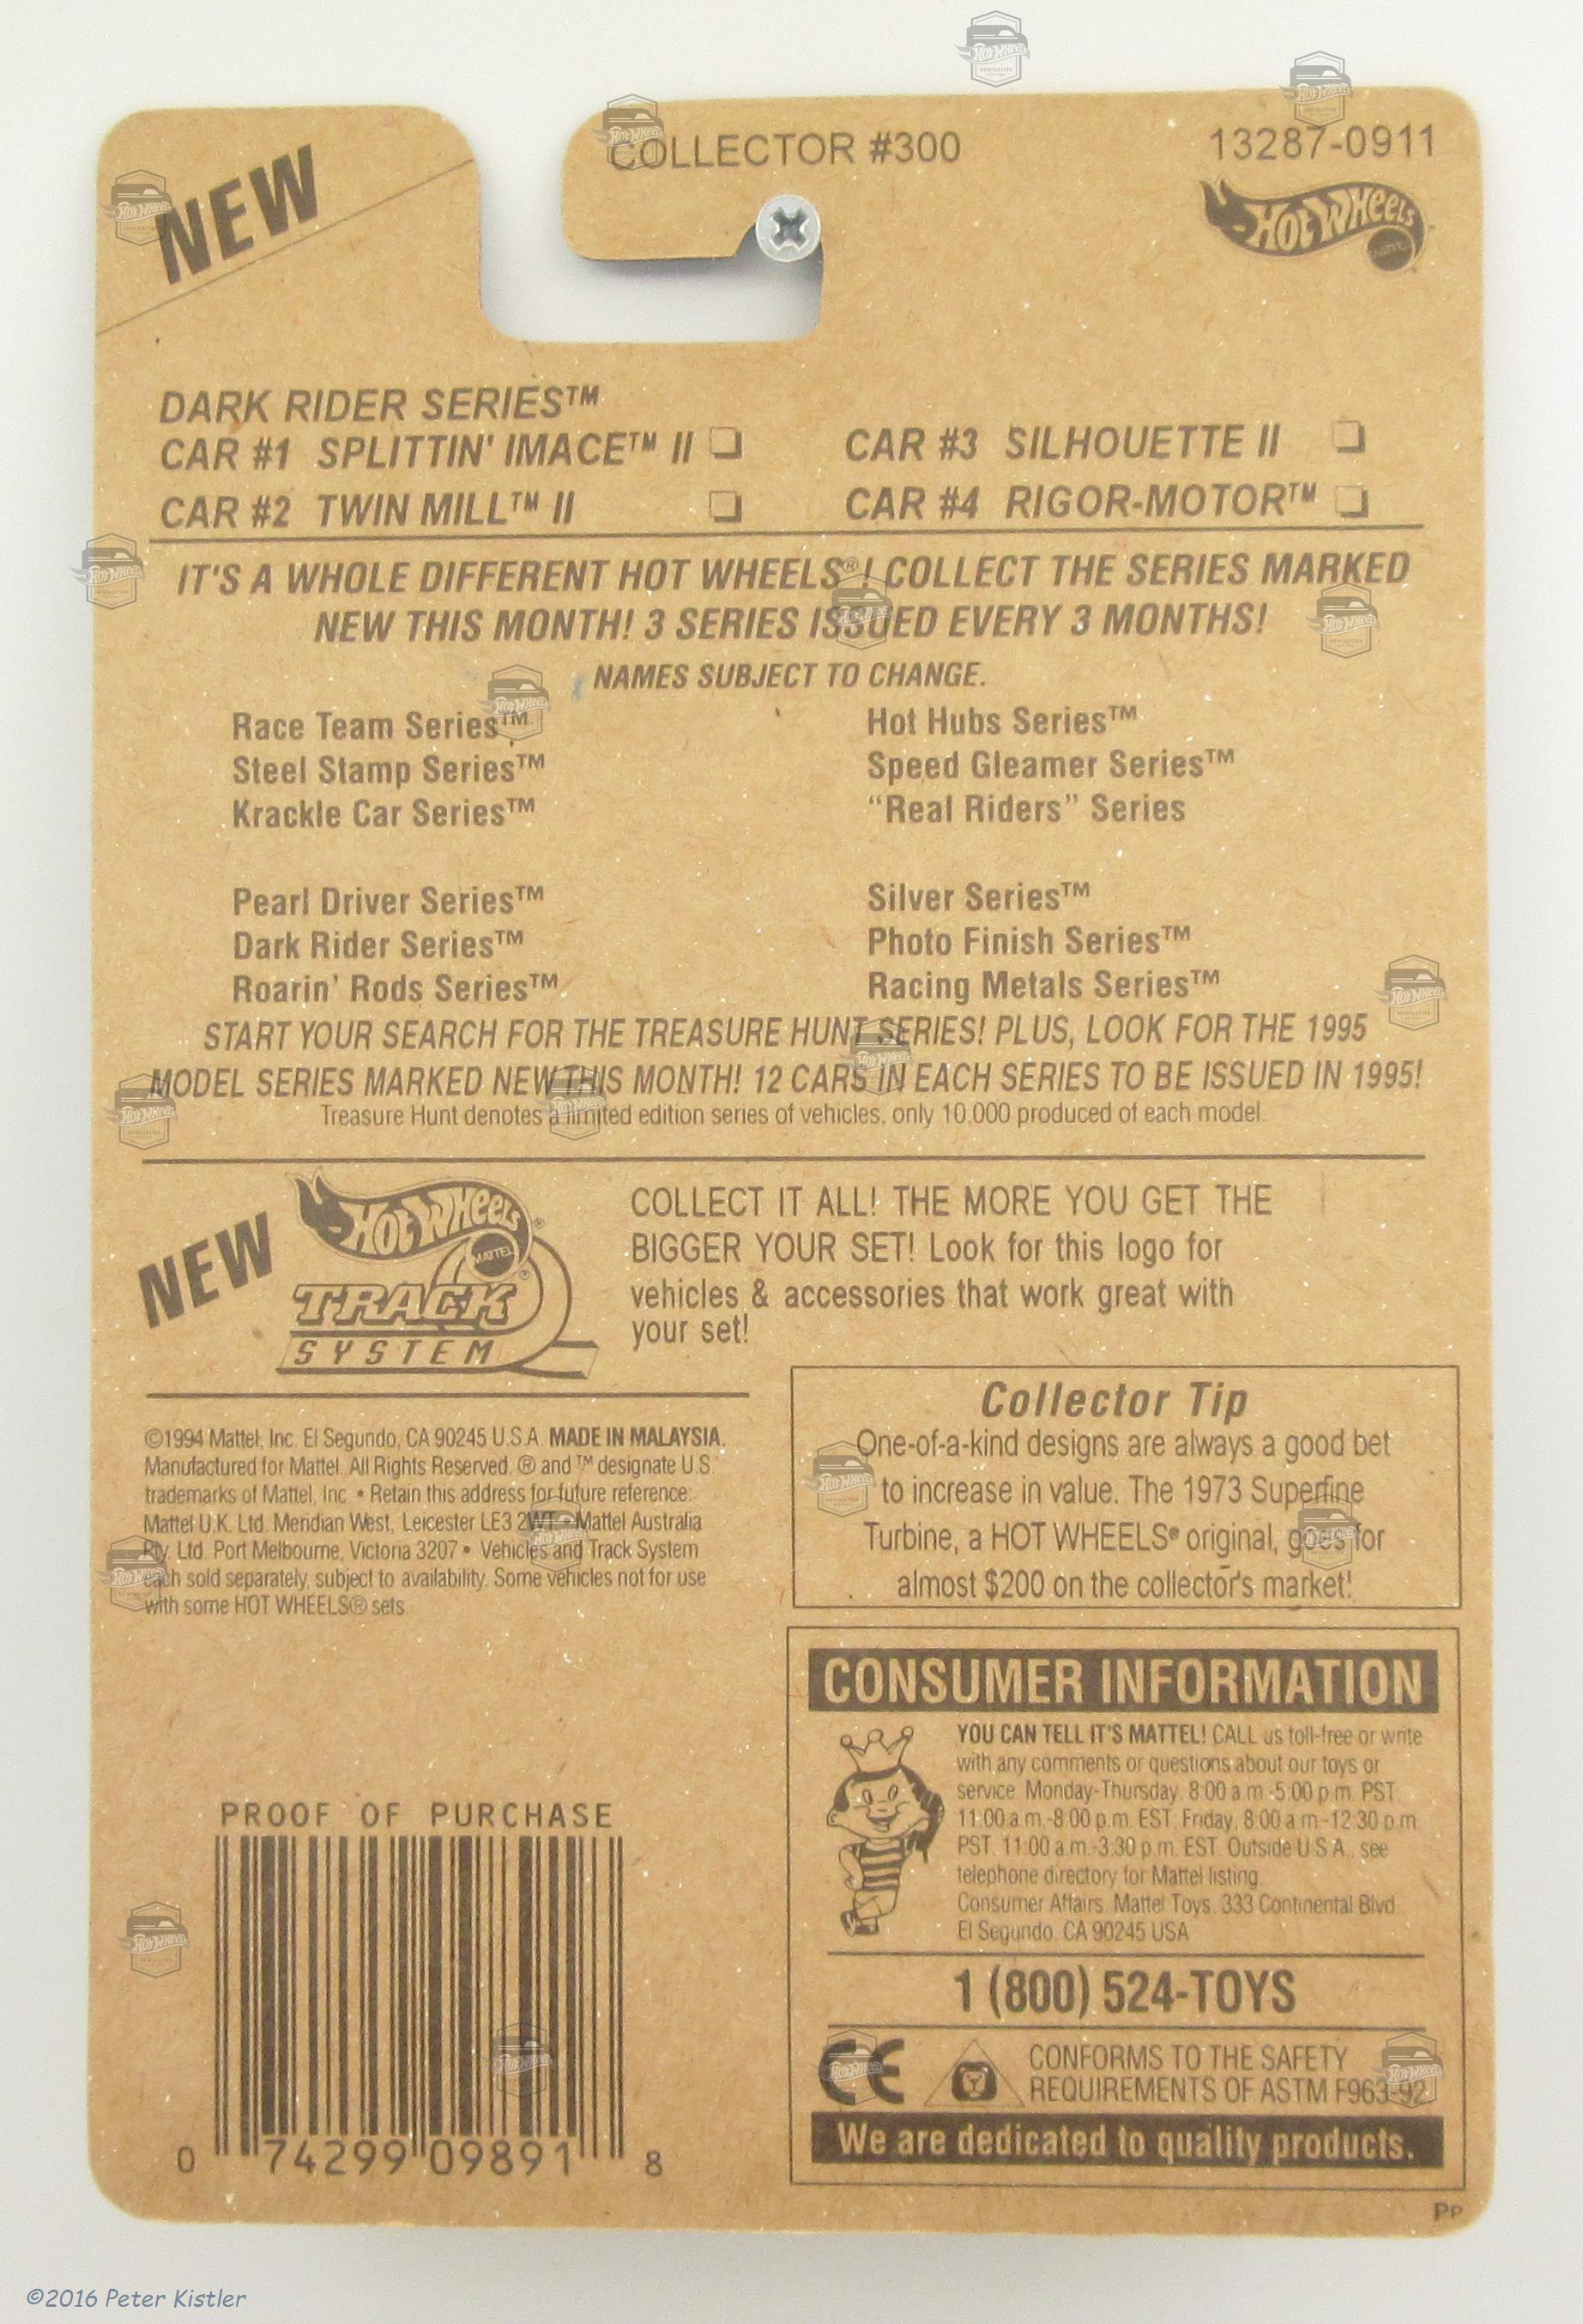 COLLECTOR #300
13287-0911
NEW
HOT WHEELS
MATTEL
DARK RIDER SERIES™
CAR #1 SPLITTIN' IMACE™ II ❏
CAR #3 SILHOUETTE II ❏
CAR #2 TWIN MILL™ II ❏
CAR #4 RIGOR-MOTOR™ ❏
IT'S A WHOLE DIFFERENT HOT WHEELS®! COLLECT THE SERIES MARKED
NEW THIS MONTH! 3 SERIES ISSUED EVERY 3 MONTHS!
NAMES SUBJECT TO CHANGE.
Race Team Series™
Steel Stamp Series™
Krackle Car Series™
Hot Hubs Series™
Speed Gleamer Series™
“Real Riders” Series
Pearl Driver Series™
Dark Rider Series™
Roarin’ Rods Series™
Silver Series™
Photo Finish Series™
Racing Metals Series™
START YOUR SEARCH FOR THE TREASURE HUNT SERIES! PLUS, LOOK FOR THE 1995
MODEL SERIES MARKED NEW THIS MONTH! 12 CARS IN EACH SERIES TO BE ISSUED IN 1995!
Treasure Hunt denotes a limited edition series of vehicles, only 10,000 produced of each model.
NEW
HOT WHEELS®
MATTEL
TRACK®
SYSTEM
COLLECT IT ALL! THE MORE YOU GET THE
BIGGER YOUR SET! Look for this logo for
vehicles & accessories that work great with
your set!
©1994 Mattel, Inc. El Segundo, CA 90245 U.S.A. MADE IN MALAYSIA.
Manufactured for Mattel. All Rights Reserved. ® and ™ designate U.S.
trademarks of Mattel, Inc. • Retain this address for future reference:
Mattel U.K. Ltd. Meridian West, Leicester LE3 2WT • Mattel Australia
Pty. Ltd. Port Melbourne, Victoria 3207 • Vehicles and Track System
each sold separately, subject to availability. Some vehicles not for use
with some HOT WHEELS® sets.
Collector Tip
One-of-a-kind designs are always a good bet
to increase in value. The 1973 Superfine
Turbine, a HOT WHEELS® original, goes for
almost $200 on the collector's market!
CONSUMER INFORMATION
YOU CAN TELL IT'S MATTEL! CALL us toll-free or write
with any comments or questions about our toys or
service. Monday-Thursday, 8:00 a.m.-5:00 p.m. PST,
11:00 a.m.-8:00 p.m. EST. Friday, 8:00 a.m.-12:30 p.m.
PST, 11:00 a.m.-3:30 p.m. EST. Outside U.S.A., see
telephone directory for Mattel listing.
Consumer Affairs, Mattel Toys, 333 Continental Blvd.
El Segundo, CA 90245 USA
1 (800) 524-TOYS
CE
CONFORMS TO THE SAFETY
REQUIREMENTS OF ASTM F963-92
We are dedicated to quality products.
PROOF OF PURCHASE
0 74299 09891 8
PP
©2016 Peter Kistler